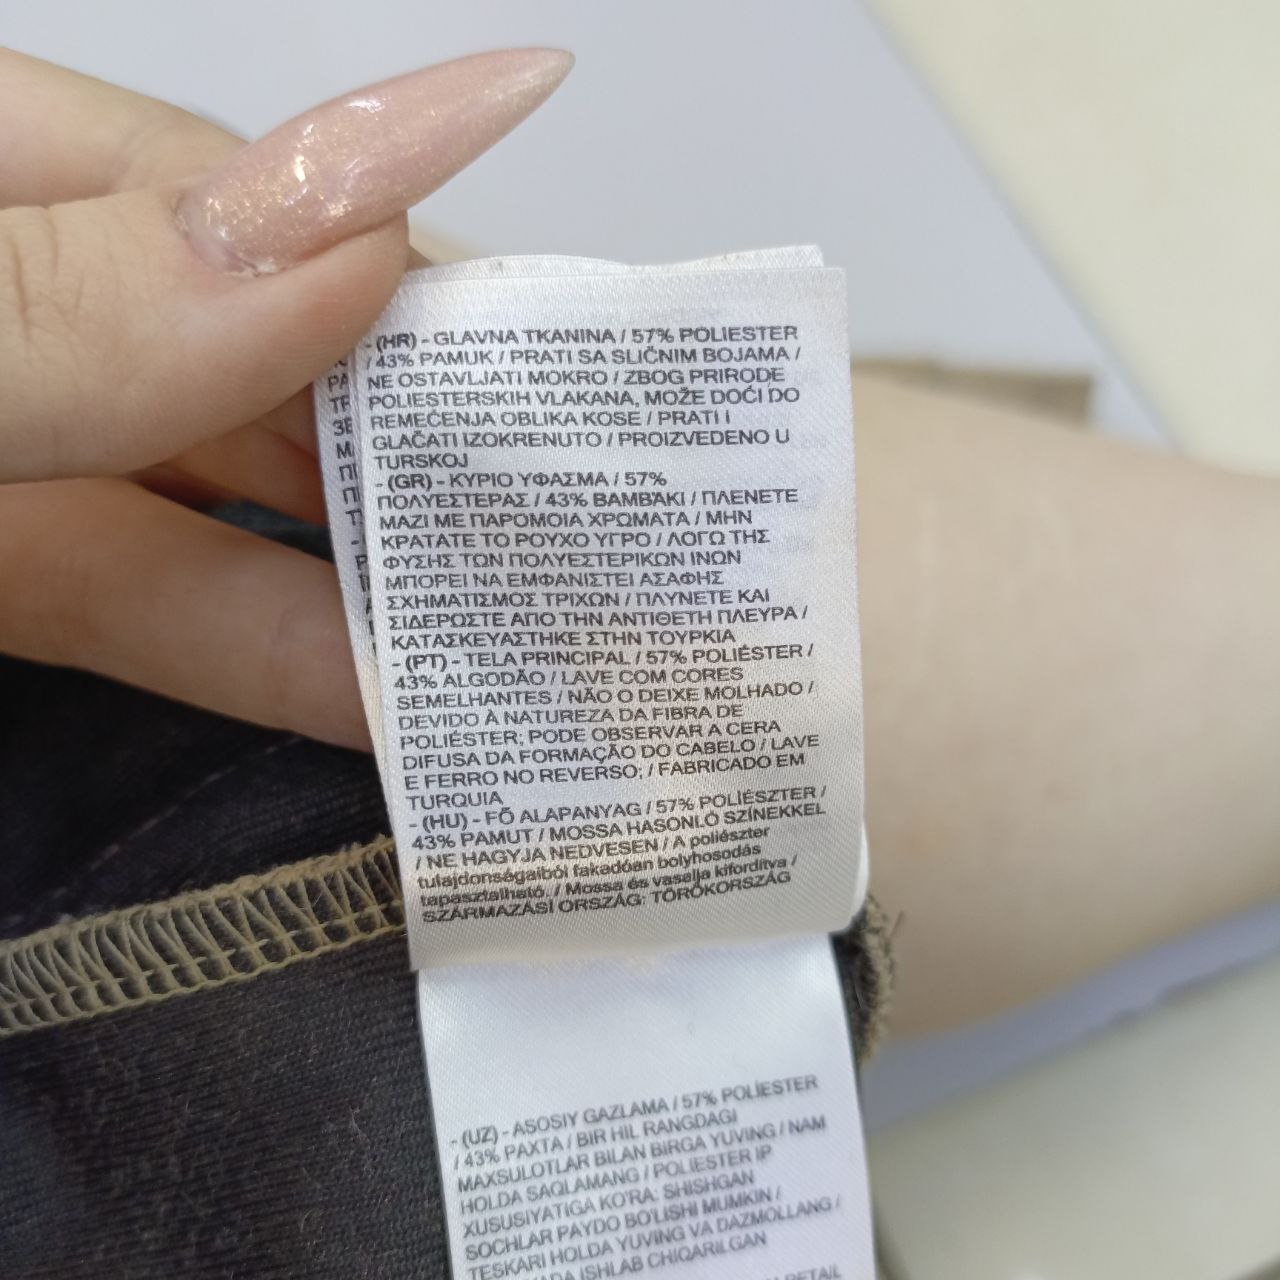 - (HR) - GLAVNA TKANINA / 57% POLIESTER
/ 43% PAMUK / PRATI SA SLIČNIM BOJAMA /
NE OSTAVLJATI MOKRO / ZBOG PRIRODE
POLIESTERSKIH VLAKANA, MOŽE DOĆI DO
REMEĆENJA OBLIKA KOSE / PRATI I
GLAČATI IZOKRENUTO / PROIZVEDENO U
TURSKOJ
- (GR) - ΚΥΡΙΟ ΥΦΑΣΜΑ / 57%
ΠΟΛΥΕΣΤΕΡΑΣ / 43% ΒΑΜΒΆΚΙ / ΠΛΕΝΕΤΕ
ΜΑΖΙ ΜΕ ΠΑΡΟΜΟΙΑ ΧΡΩΜΑΤΑ / ΜΗΝ
ΚΡΑΤΑΤΕ ΤΟ ΡΟΥΧΟ ΥΓΡΟ / ΛΟΓΩ ΤΗΣ
ΦΥΣΗΣ ΤΩΝ ΠΟΛΥΕΣΤΕΡΙΚΩΝ ΙΝΩΝ
ΜΠΟΡΕΙ ΝΑ ΕΜΦΑΝΙΣΤΕΙ ΑΣΑΦΗΣ
ΣΧΗΜΑΤΙΣΜΟΣ ΤΡΙΧΩΝ / ΠΛΥΝΕΤΕ ΚΑΙ
ΣΙΔΕΡΩΣΤΕ ΑΠΟ ΤΗΝ ΑΝΤΙΘΕΤΗ ΠΛΕΥΡΑ /
ΚΑΤΑΣΚΕΥΑΣΤΗΚΕ ΣΤΗΝ ΤΟΥΡΚΙΑ
- (PT) - TELA PRINCIPAL / 57% POLIÉSTER /
43% ALGODÃO / LAVE COM CORES
SEMELHANTES / NÃO O DEIXE MOLHADO /
DEVIDO À NATUREZA DA FIBRA DE
POLIÉSTER; PODE OBSERVAR A CERA
DIFUSA DA FORMAÇÃO DO CABELO / LAVE
E FERRO NO REVERSO; / FABRICADO EM
TURQUIA
- (HU) - FŐ ALAPANYAG / 57% POLIÉSZTER /
43% PAMUT / MOSSA HASONLÓ SZÍNEKKEL
/ NE HAGYJA NEDVESEN / A poliészter
tulajdonságaiból fakadóan bolyhosodás
tapasztalható. / Mossa és vasalja kifordítva /
SZÁRMAZÁSI ORSZÁG: TÖRÖKORSZÁG
- (UZ) - ASOSIY GAZLAMA / 57% POLİESTER
/ 43% PAXTA / BIR HIL RANGDAGI
MAXSULOTLAR BILAN BIRGA YUVING / NAM
HOLDA SAQLAMANG / POLIESTER IP
XUSUSIYATIGA KO'RA: SHISHGAN
SOCHLAR PAYDO BO'LISHI MUMKIN /
TESKARI HOLDA YUVING VA DAZMOLLANG /
ISHLAB CHIQARILGAN
RETAIL